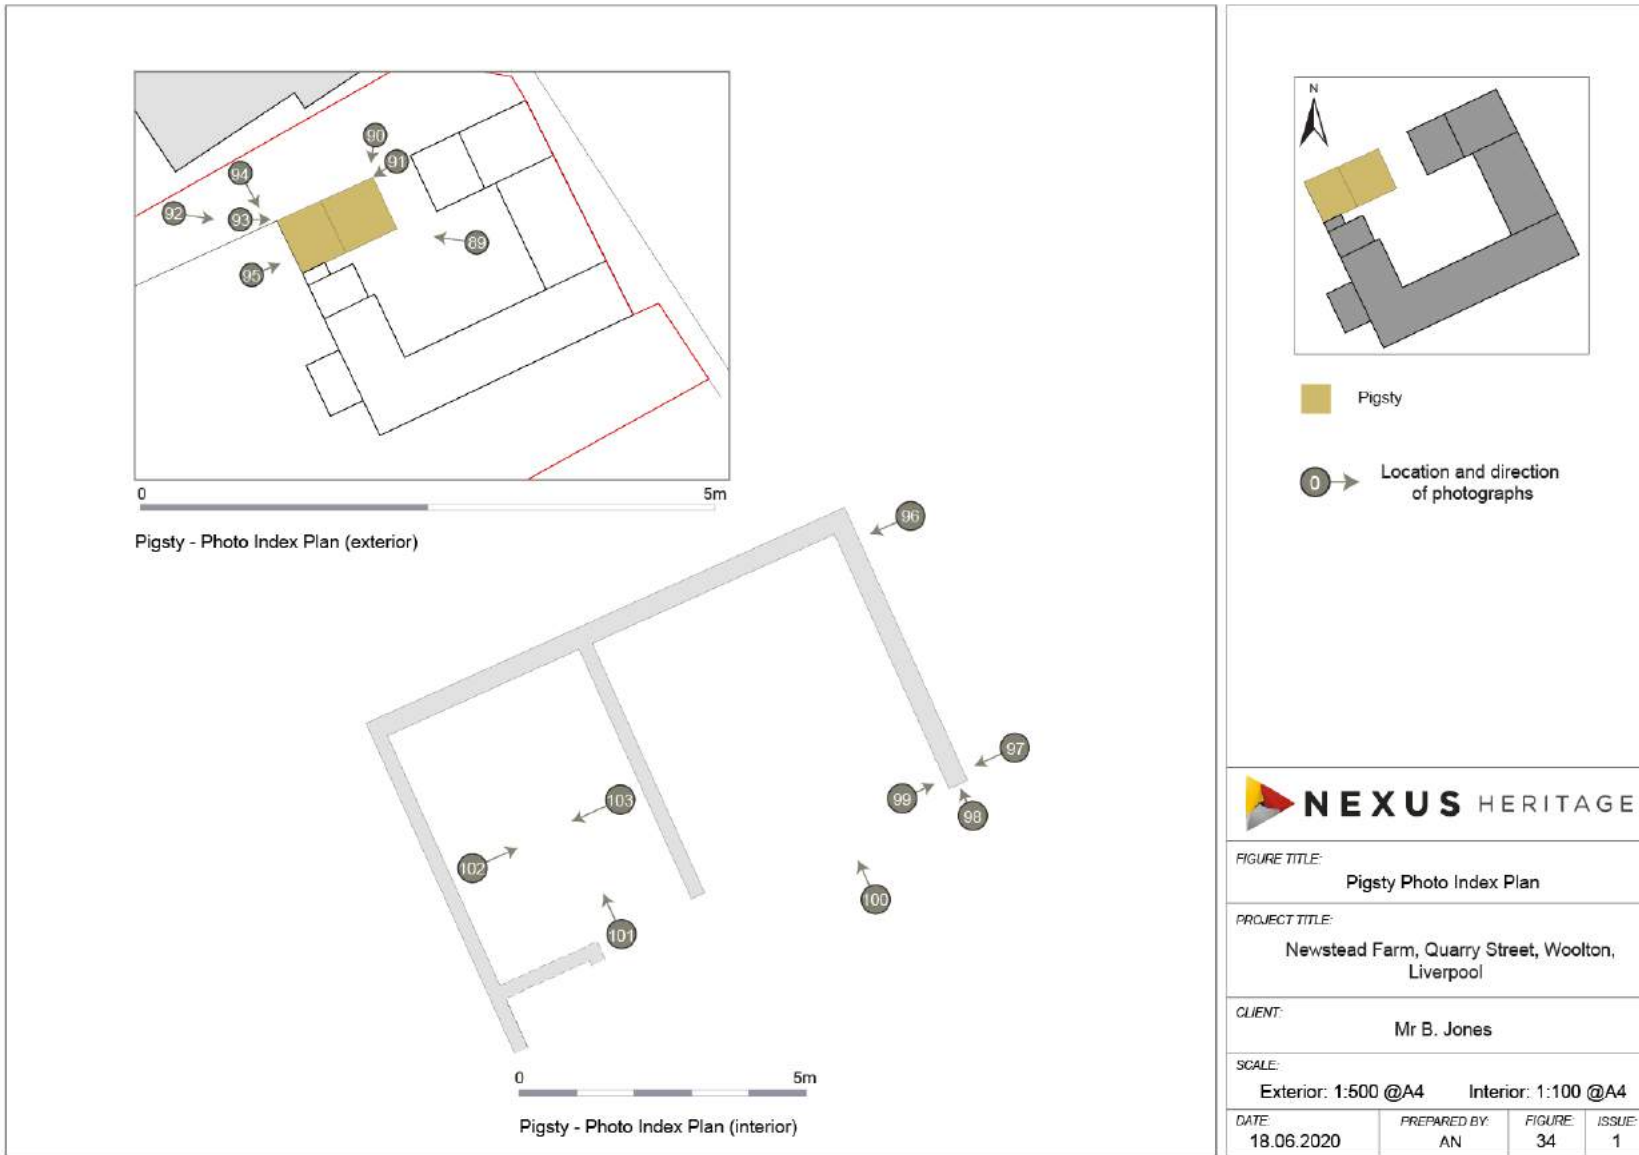 90
91
94
92
93
89
95
0 5m
Pigsty - Photo Index Plan (exterior)
96
97
99
98
103
102
100
101
0 5m
Pigsty - Photo Index Plan (interior)
N
Pigsty
0
Location and direction
of photographs
NEXUS HERITAGE
FIGURE TITLE:
Pigsty Photo Index Plan
PROJECT TITLE:
Newstead Farm, Quarry Street, Woolton,
Liverpool
CLIENT:
Mr B. Jones
SCALE:
Exterior: 1:500 @A4 Interior: 1:100 @A4
DATE: PREPARED BY: FIGURE: ISSUE:
18.06.2020 AN 34 1